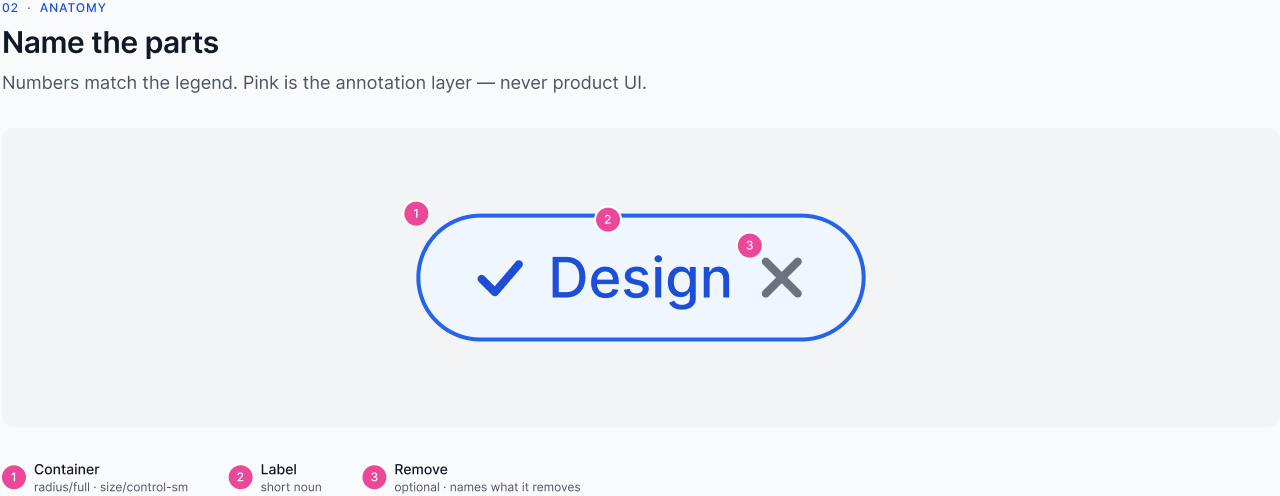 02 · ANATOMY
Name the parts
Numbers match the legend. Pink is the annotation layer — never product UI.
1
2
3
Design
1 Container
radius/full · size/control-sm
2 Label
short noun
3 Remove
optional · names what it removes